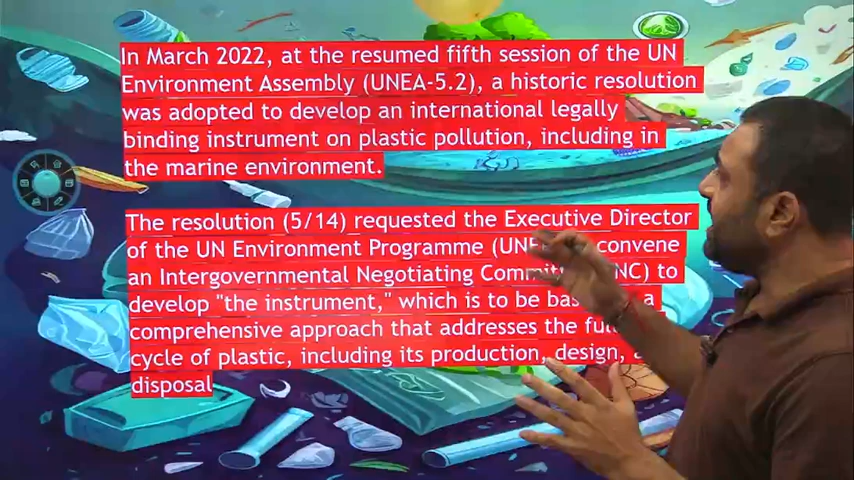 In March 2022, at the resumed fifth session of the UN
Environment Assembly (UNEA-5.2), a historic resolution
was adopted to develop an international legally
binding instrument on plastic pollution, including in
the marine environment.
The resolution (5/14) requested the Executive Director
of the UN Environment Programme convene
an Intergovernmental Negotiating to
develop "the instrument," which is to be a
comprehensive approach that addresses the
cycle of plastic, including its production, design,
disposal